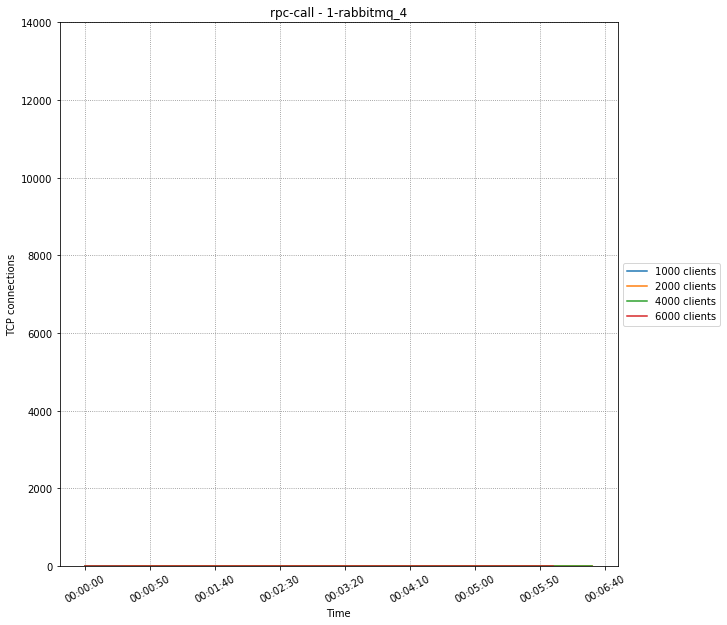 rpc-call - 1-rabbitmq_4
14000
12000
10000
8000
6000
4000
2000
0
TCP connections
1000 clients
2000 clients
4000 clients
6000 clients
00:00:00
00:00:50
00:01:40
00:02:30
00:03:20
00:04:10
00:05:00
00:05:50
00:06:40
Time